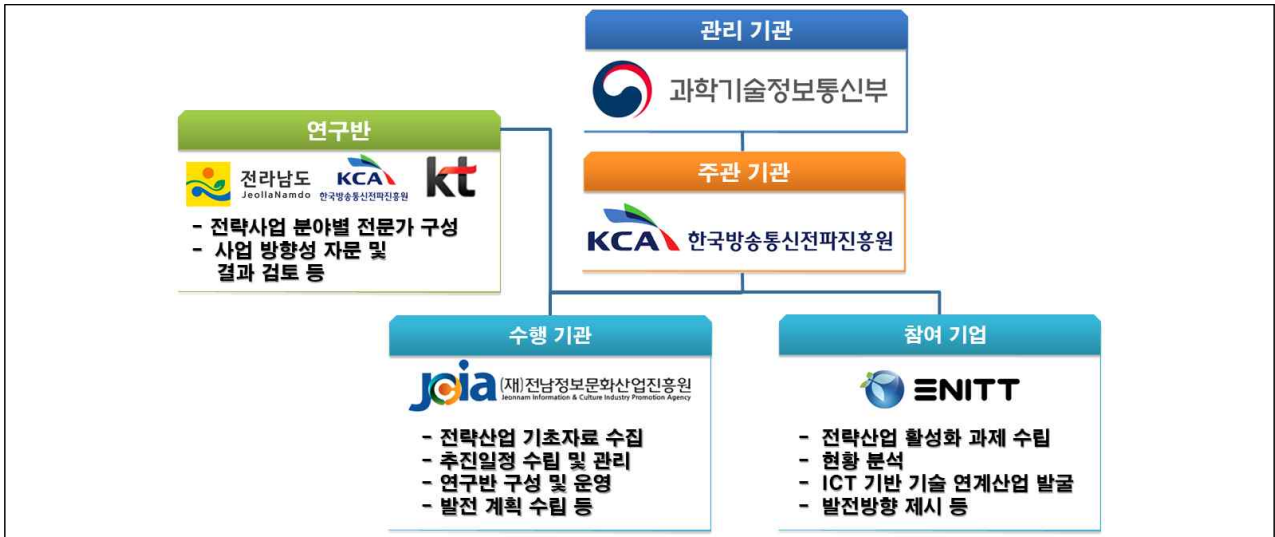 관리 기관
과학기술정보통신부
연구반
전라남도
JeollaNamdo
KCA
한국방송통신전파진흥원
kt
- 전략사업 분야별 전문가 구성
- 사업 방향성 자문 및
결과 검토 등
주관 기관
KCA 한국방송통신전파진흥원
수행 기관
jcia (재)전남정보문화산업진흥원
Jeonnam Information & Culture Industry Promotion Agency
- 전략산업 기초자료 수집
- 추진일정 수립 및 관리
- 연구반 구성 및 운영
- 발전 계획 수립 등
참여 기업
ENITT
- 전략산업 활성화 과제 수립
- 현황 분석
- ICT 기반 기술 연계산업 발굴
- 발전방향 제시 등